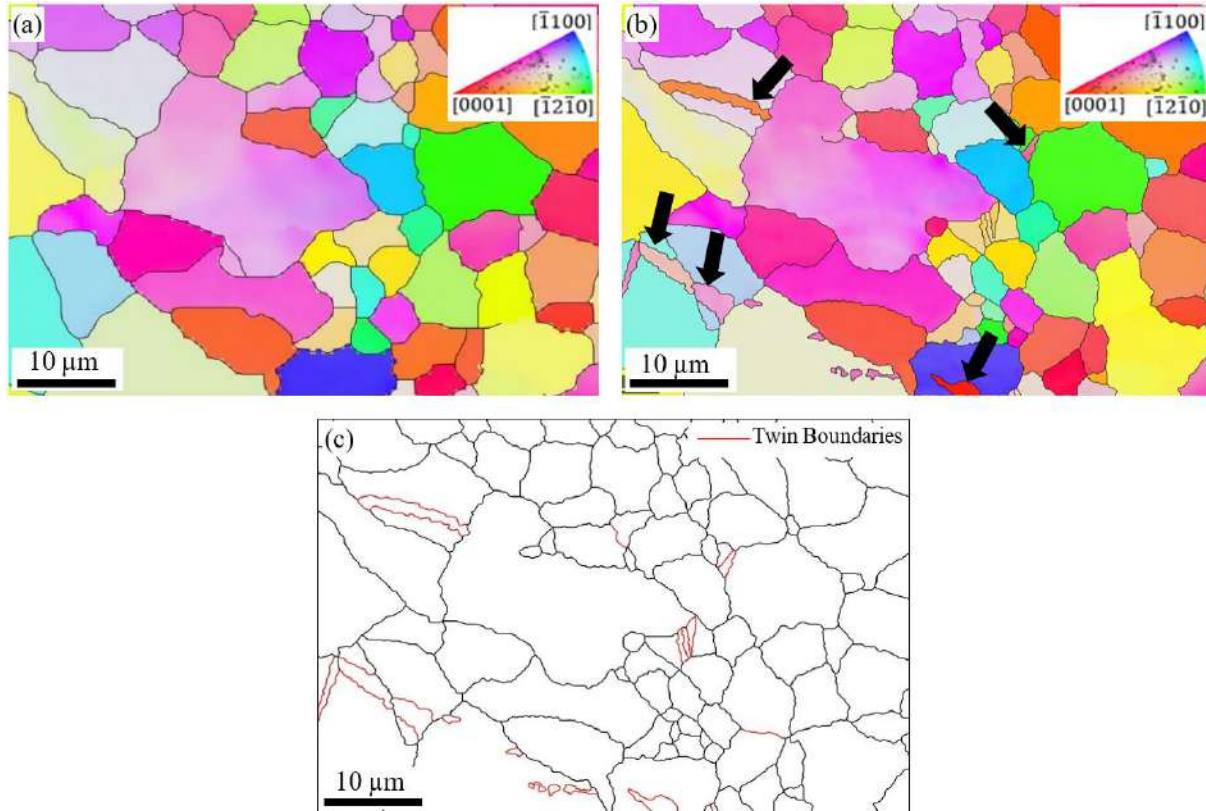 (a)
[1̅100]
[0001]
[1̅21̅0]
10 µm
(b)
[1̅100]
[0001]
[1̅21̅0]
10 µm
(c)
Twin Boundaries
10 µm